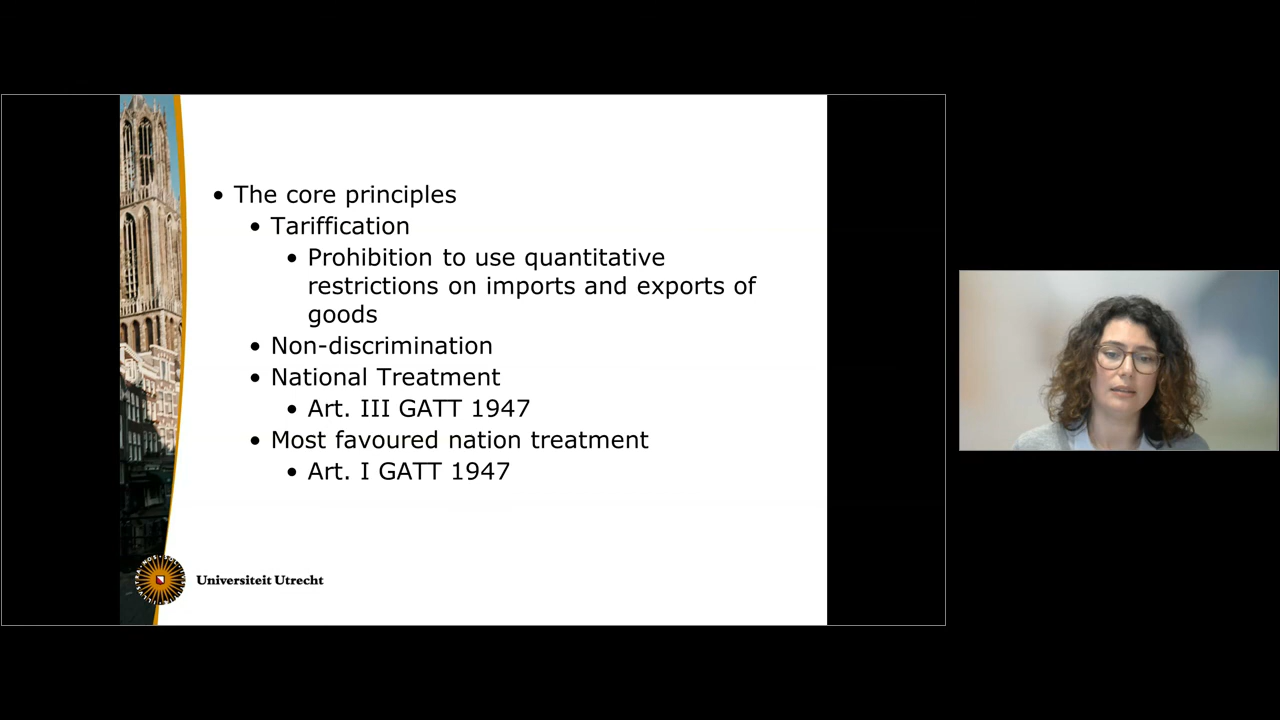 • The core principles
• Tariffication
• Prohibition to use quantitative
restrictions on imports and exports of
goods
• Non-discrimination
• National Treatment
• Art. III GATT 1947
• Most favoured nation treatment
• Art. I GATT 1947
Universiteit Utrecht